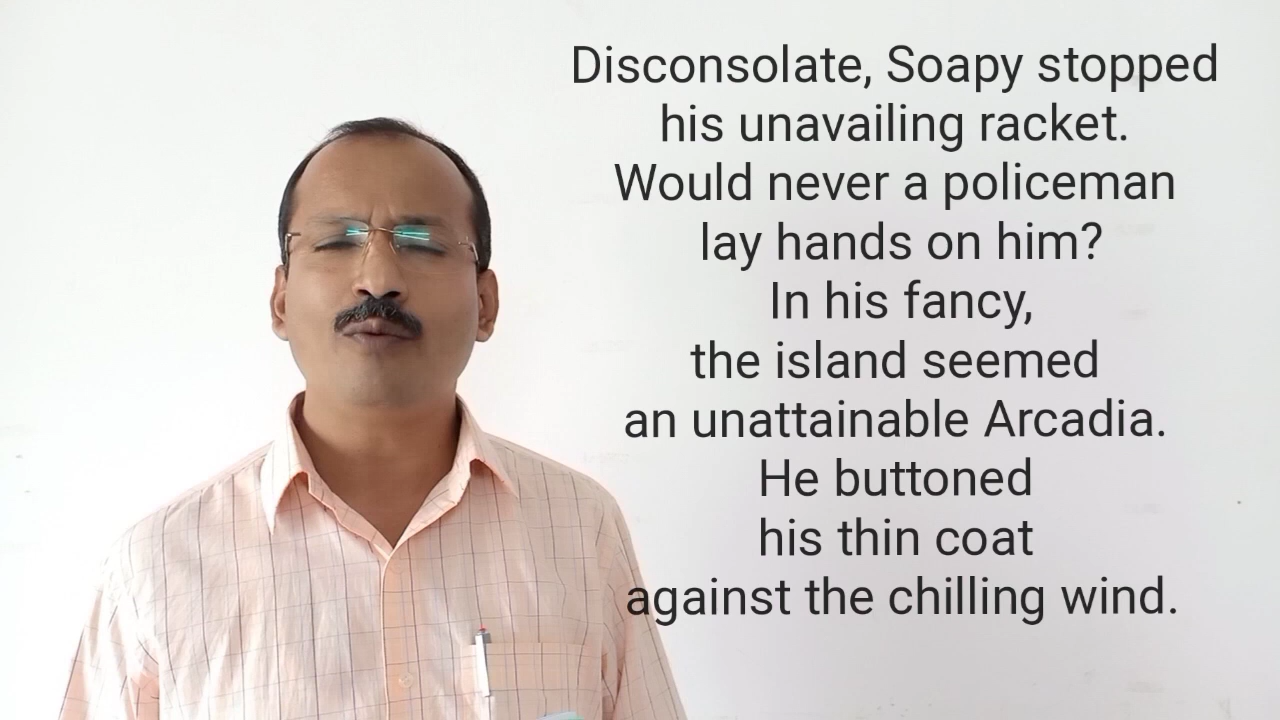 Disconsolate, Soapy stopped
his unavailing racket.
Would never a policeman
lay hands on him?
In his fancy,
the island seemed
an unattainable Arcadia.
He buttoned
his thin coat
against the chilling wind.